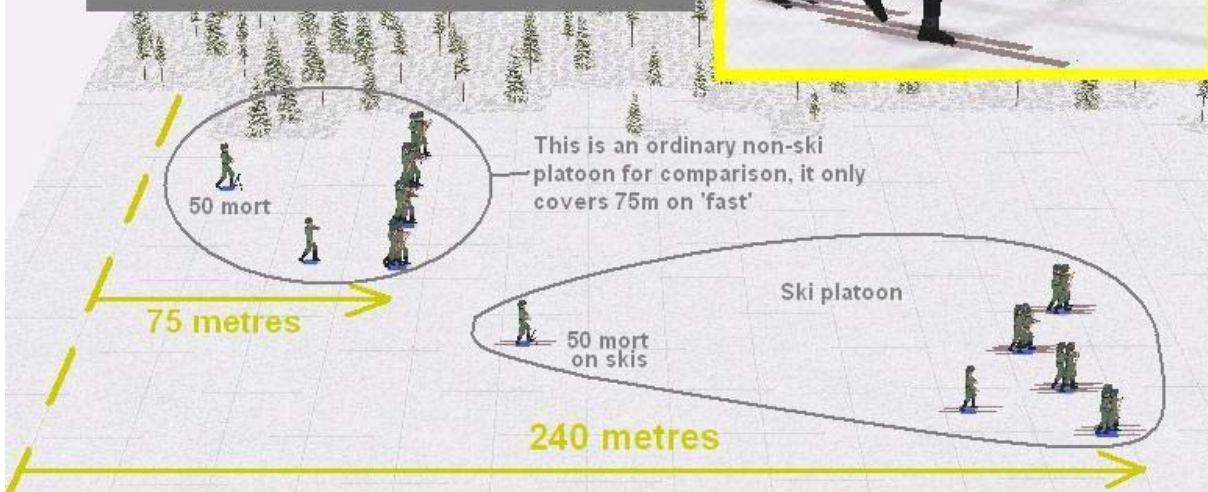 This is an ordinary non-ski
platoon for comparison, it only
covers 75m on 'fast'
50 mort
75 metres
Ski platoon
50 mort
on skis
240 metres